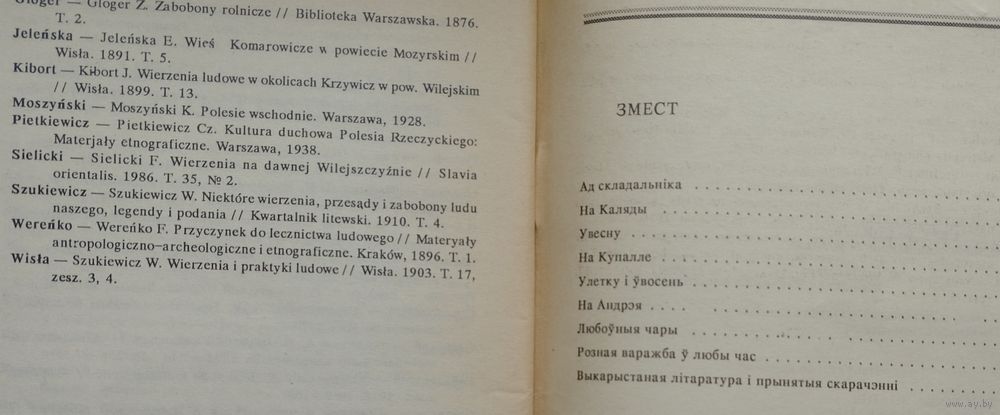 Gloger — Gloger Z. Zabobony rolnicze // Biblioteka Warszawska. 1876.
T. 2.
Jeleńska — Jeleńska E. Wieś Komarowicze w powiecie Mozyrskim //
Wisła. 1891. T. 5.
Kibort — Kibort J. Wierzenia ludowe w okolicach Krzywicz w pow. Wilejskim
// Wisła. 1899. T. 13.
Moszyński — Moszyński K. Polesie wschodnie. Warszawa, 1928.
Pietkiewicz — Pietkiewicz Cz. Kultura duchowa Polesia Rzeczyckiego:
Materjały etnograficzne. Warszawa, 1938.
Sielicki — Sielicki F. Wierzenia na dawnej Wilejszczyźnie // Slavia
orientalis. 1986. T. 35, № 2.
Szukiewicz — Szukiewicz W. Niektóre wierzenia, przesądy i zabobony ludu
naszego, legendy i podania // Kwartalnik litewski. 1910. T. 4.
Wereńko — Wereńko F. Przyczynek do lecznictwa ludowego // Materyały
antropologiczno–archeologiczne i etnograficzne. Kraków, 1896. T. 1.
Wisła — Szukiewicz W. Wierzenia i praktyki ludowe // Wisła. 1903. T. 17,
zesz. 3, 4.
ЗМЕСТ
Ад складальніка
На Каляды
Увесну
На Купалле
Улетку і ўвосень
На Андрэя
Любоўныя чары
Розная варажба ў любы час
Выкарыстаная літаратура і прынятыя скарачэнні
www.ay.by